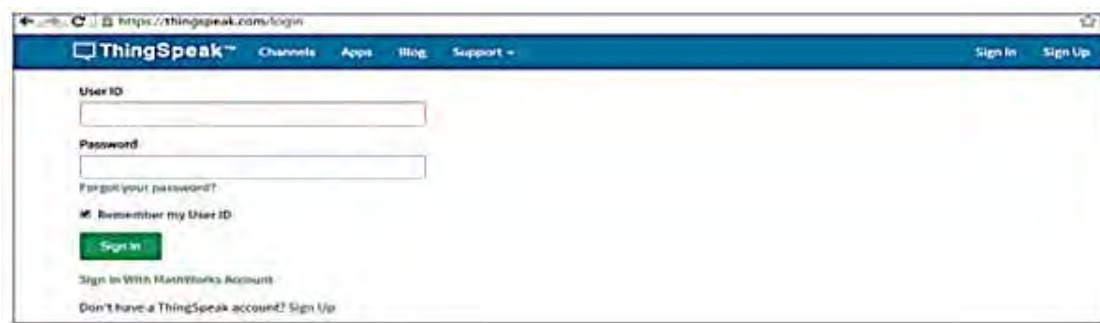 https://thingspeak.com/login
ThingSpeak™ Channels Apps Blog Support Sign In Sign Up
User ID
Password
Forgot your password?
Remember my User ID
Sign In
Sign In With MathWorks Account
Don't have a ThingSpeak account? Sign Up